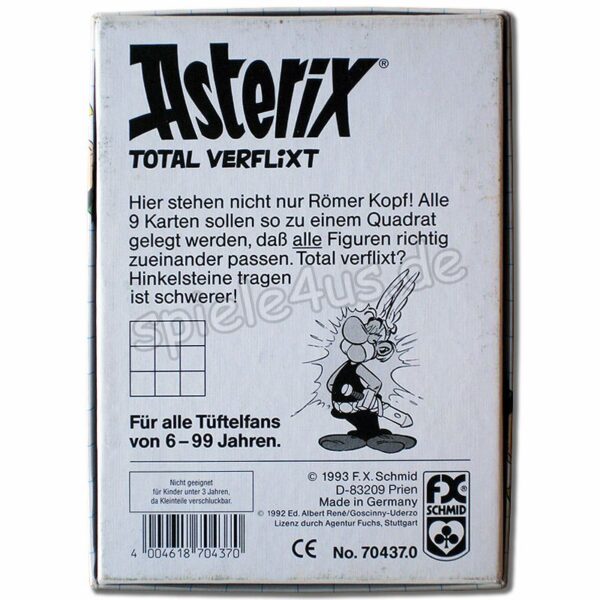 Asterix®
TOTAL VERFLiXT
Hier stehen nicht nur Römer Kopf! Alle
9 Karten sollen so zu einem Quadrat
gelegt werden, daß alle Figuren richtig
zueinander passen. Total verflixt?
Hinkelsteine tragen
ist schwerer!
spiele4us.de
Für alle Tüftelfans
von 6–99 Jahren.
Nicht geeignet
für Kinder unter 3 Jahren,
da Kleinteile verschluckbar.
4 004618 704370
© 1993 F. X. Schmid
D-83209 Prien
Made in Germany
© 1992 Ed. Albert René/Goscinny-Uderzo
Lizenz durch Agentur Fuchs, Stuttgart
CE No. 70437.0
FX®
SCHMID